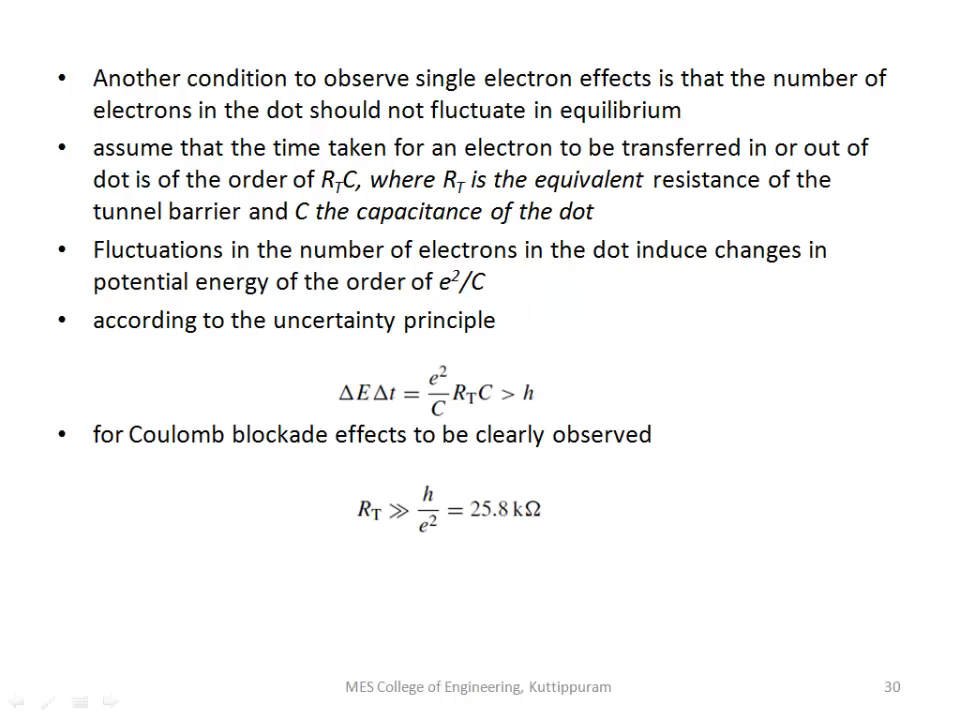 • Another condition to observe single electron effects is that the number of
electrons in the dot should not fluctuate in equilibrium
• assume that the time taken for an electron to be transferred in or out of
dot is of the order of R_TC, where R_T is the equivalent resistance of the
tunnel barrier and C the capacitance of the dot
• Fluctuations in the number of electrons in the dot induce changes in
potential energy of the order of e²/C
• according to the uncertainty principle
ΔEΔt = e²/C R_TC > h
• for Coulomb blockade effects to be clearly observed
R_T ≫ h/e² = 25.8 kΩ
MES College of Engineering, Kuttippuram 30